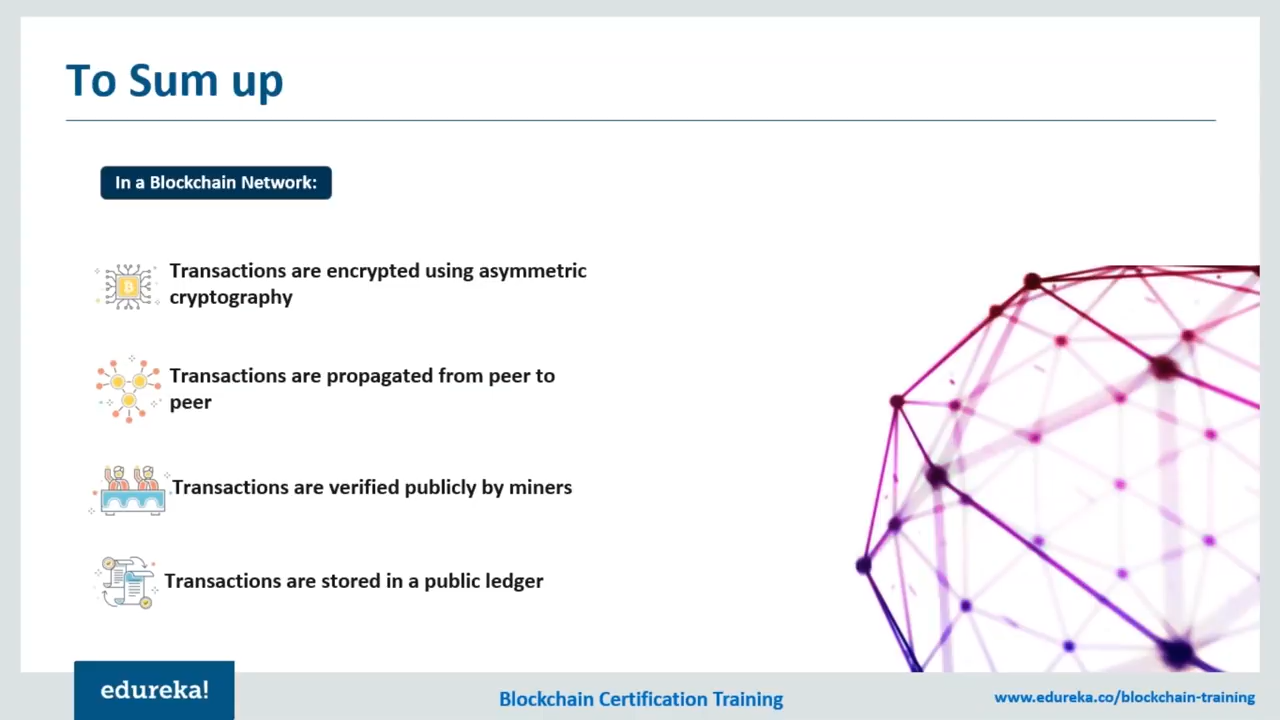 To Sum up
In a Blockchain Network:
Transactions are encrypted using asymmetric
cryptography
Transactions are propagated from peer to
peer
Transactions are verified publicly by miners
Transactions are stored in a public ledger
edureka!
Blockchain Certification Training
www.edureka.co/blockchain-training